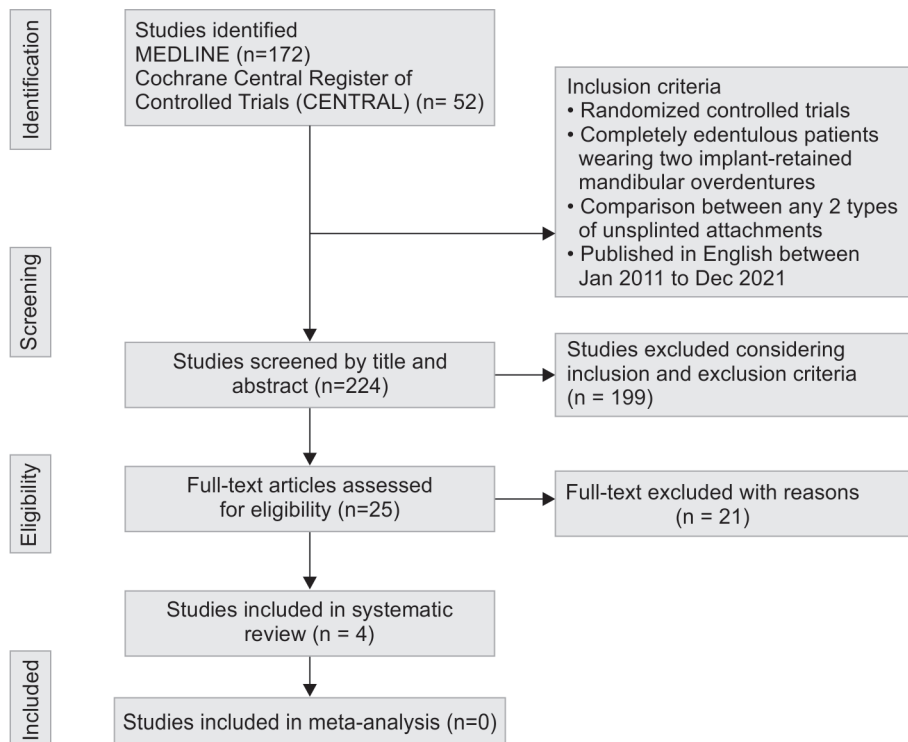 Identification
Studies identified
MEDLINE (n=172)
Cochrane Central Register of
Controlled Trials (CENTRAL) (n= 52)
Inclusion criteria
• Randomized controlled trials
• Completely edentulous patients
wearing two implant-retained
mandibular overdentures
• Comparison between any 2 types
of unsplinted attachments
• Published in English between
Jan 2011 to Dec 2021
Screening
Studies screened by title and
abstract (n=224)
Studies excluded considering
inclusion and exclusion criteria
(n = 199)
Eligibility
Full-text articles assessed
for eligibility (n=25)
Full-text excluded with reasons
(n = 21)
Studies included in systematic
review (n = 4)
Included
Studies included in meta-analysis (n=0)